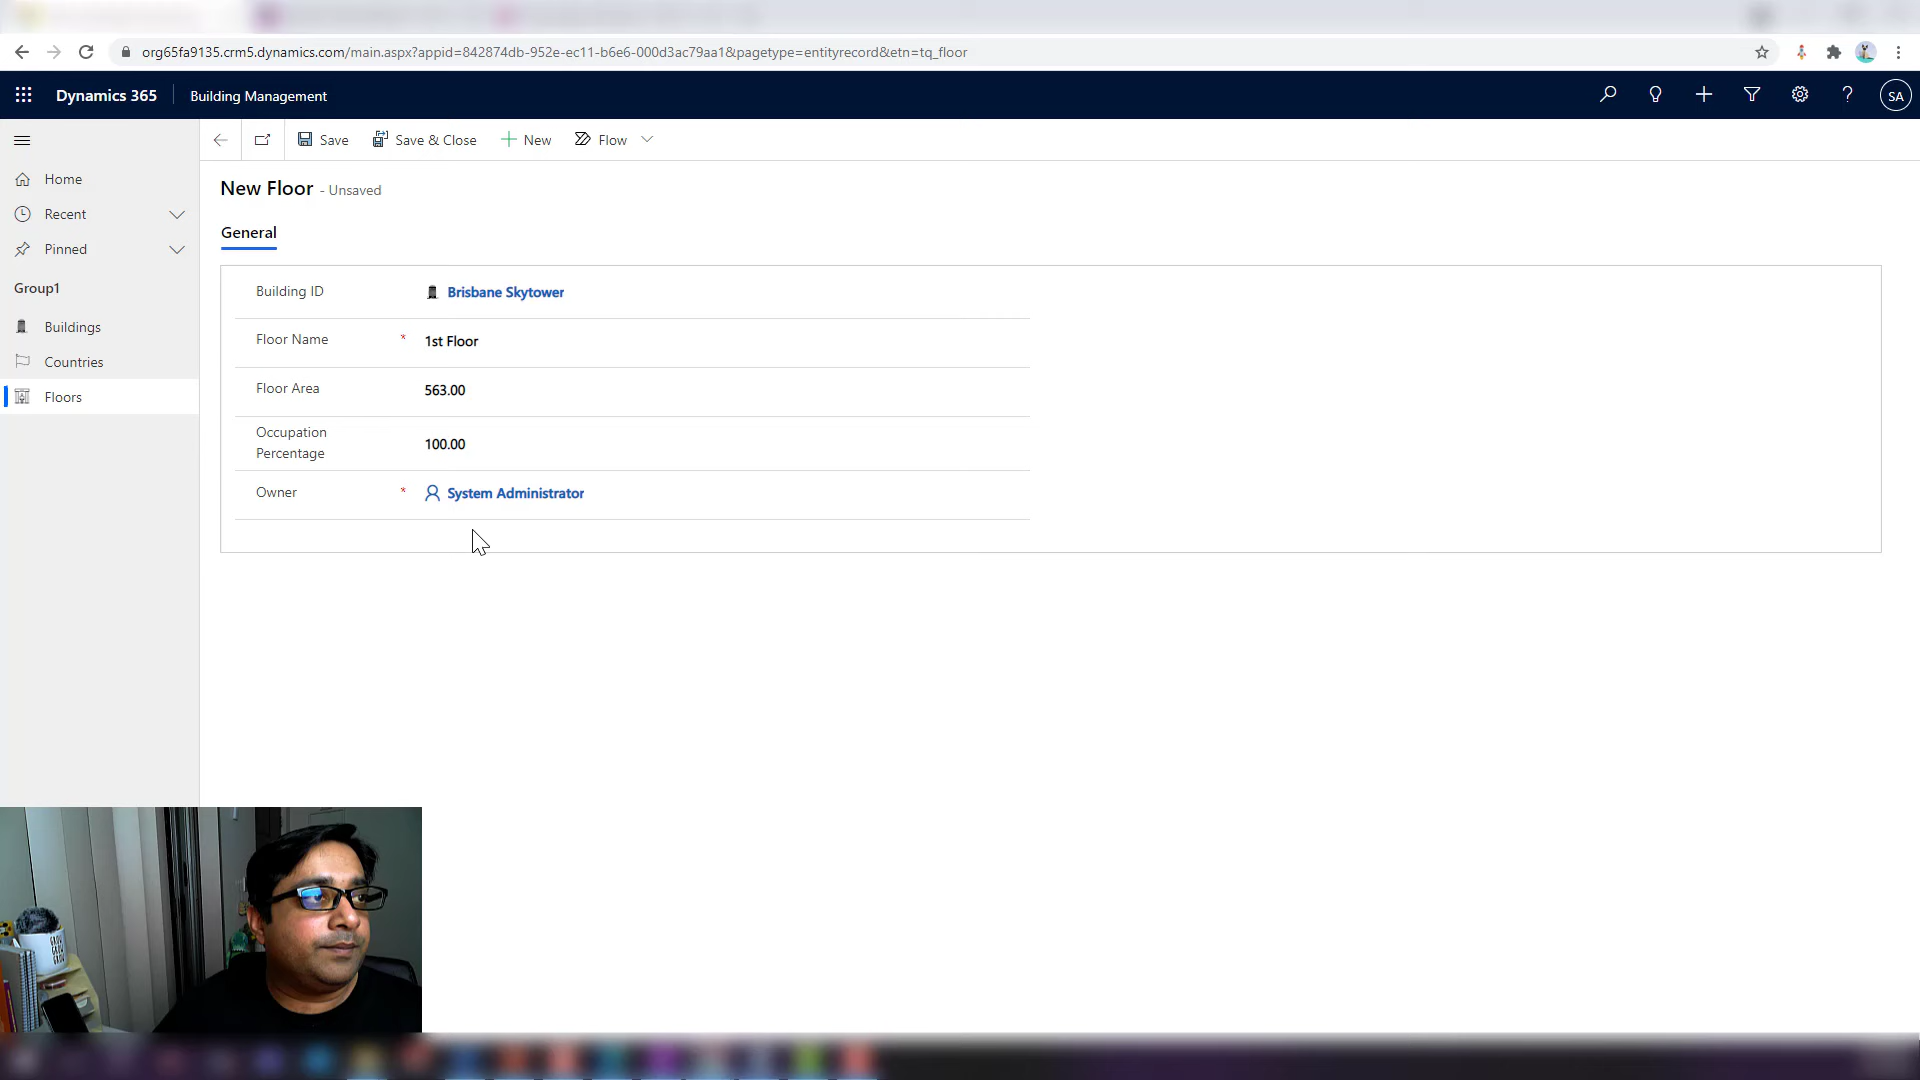 org65fa9135.crm5.dynamics.com/main.aspx?appid=842874db-952e-ec11-b6e6-000d3ac79aa1&pagetype=entityrecord&etn=tq_floor
Dynamics 365 Building Management SA
Save Save & Close New Flow
New Floor - Unsaved
General
Home
Recent
Pinned
Group1
Buildings
Countries
Floors
Building ID Brisbane Skytower
Floor Name * 1st Floor
Floor Area 563.00
Occupation
Percentage 100.00
Owner * System Administrator